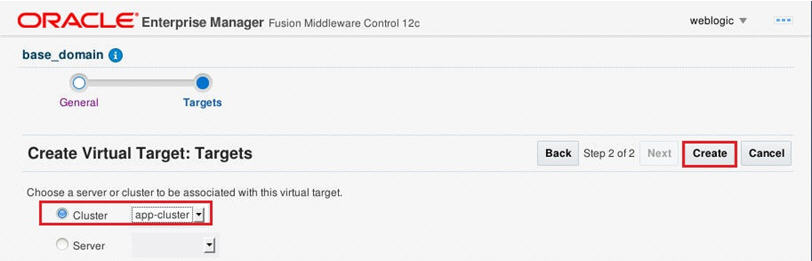 ORACLE Enterprise Manager Fusion Middleware Control 12c weblogic
base_domain
General Targets
Create Virtual Target: Targets Back Step 2 of 2 Next Create Cancel
Choose a server or cluster to be associated with this virtual target.
Cluster app-cluster
Server